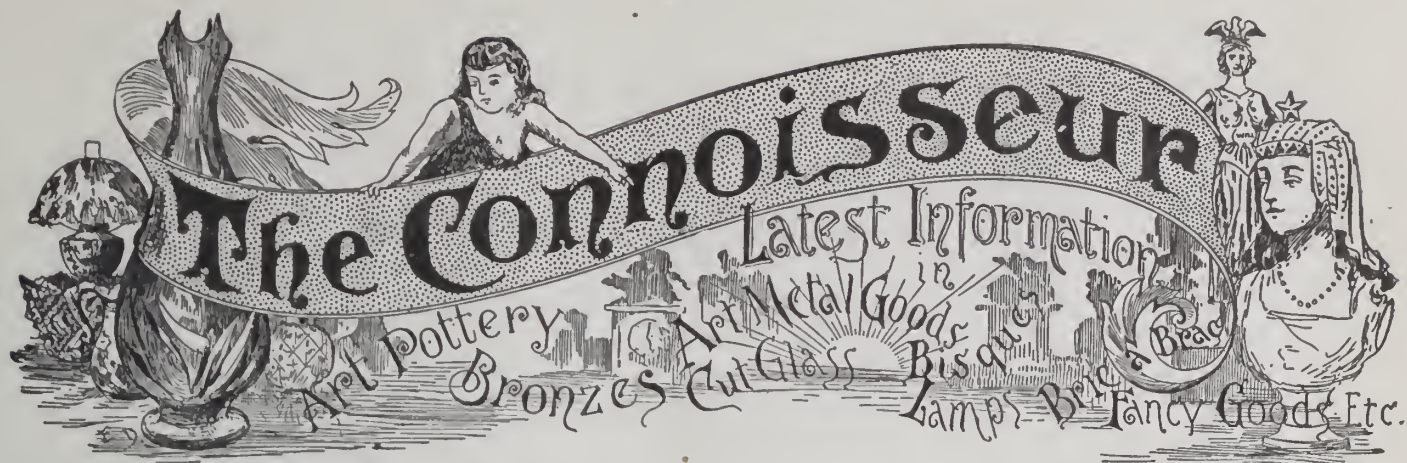 The Connoisseur
Latest Information
in
Art Pottery
Art Metal Goods
Bronzes
Cut Glass
Bisques
Lamps
Bric a Brac
Fancy Goods Etc.